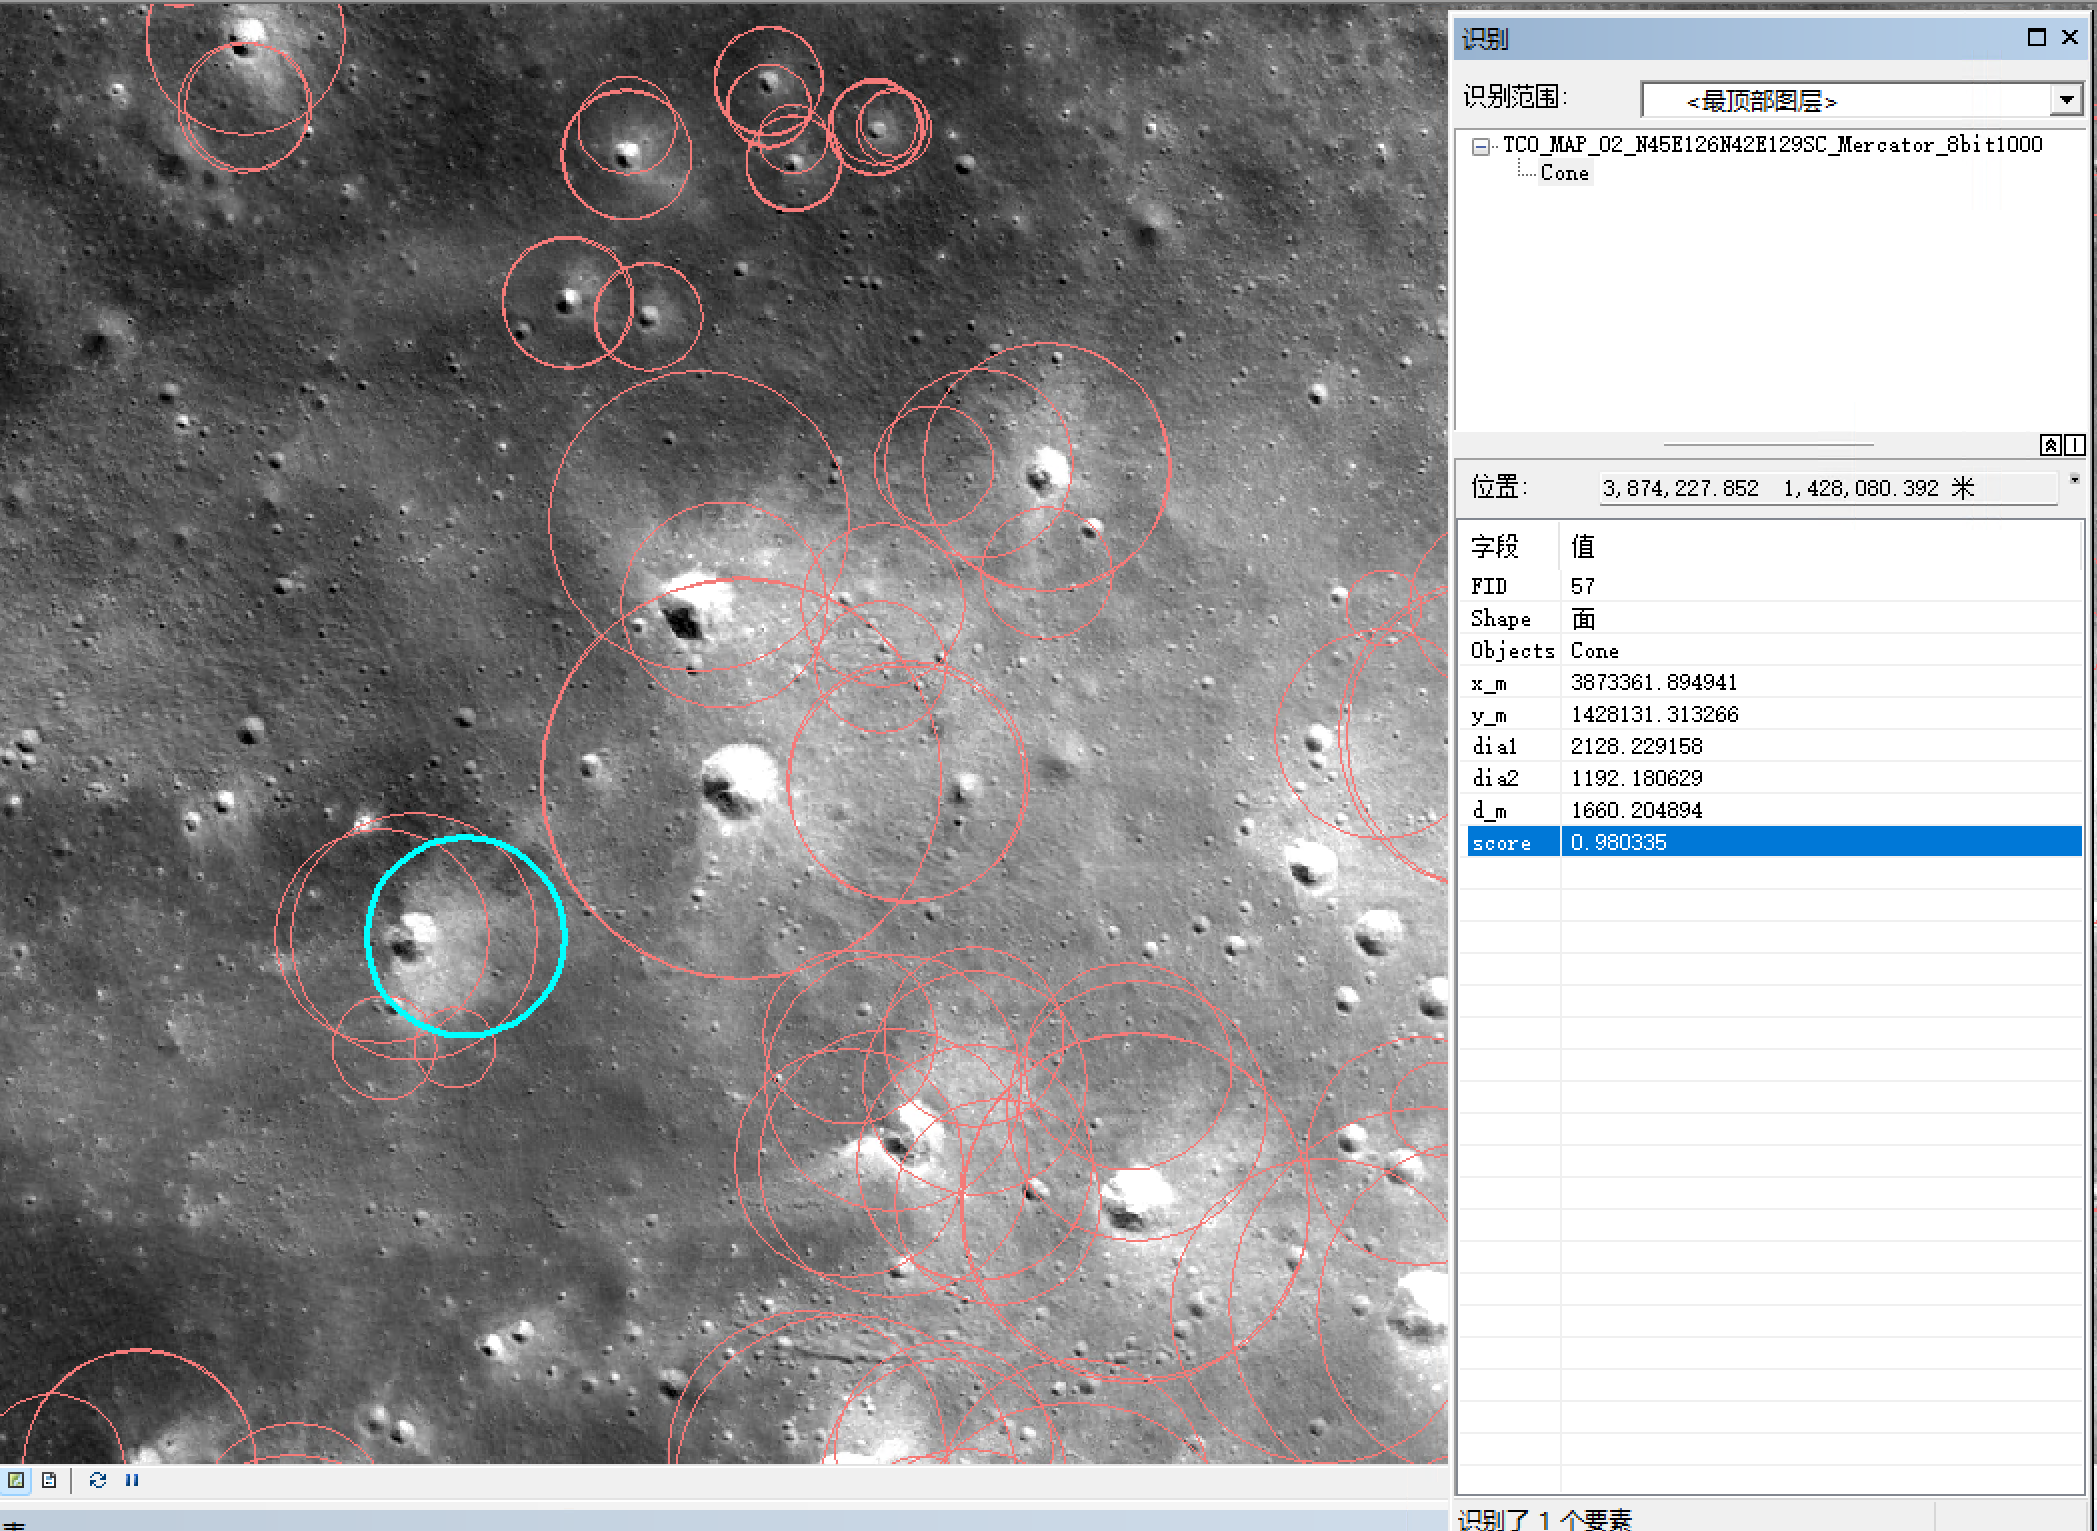 识别
识别范围: <最顶部图层>
TCO_MAP_02_N45E126N42E129SC_Mercator_8bit1000
Cone
位置: 3,874,227.852 1,428,080.392 米
字段 值
FID 57
Shape 面
Objects Cone
x_m 3873361.894941
y_m 1428131.313266
dia1 2128.229158
dia2 1192.180629
d_m 1660.204894
score 0.980335
识别了 1 个要素